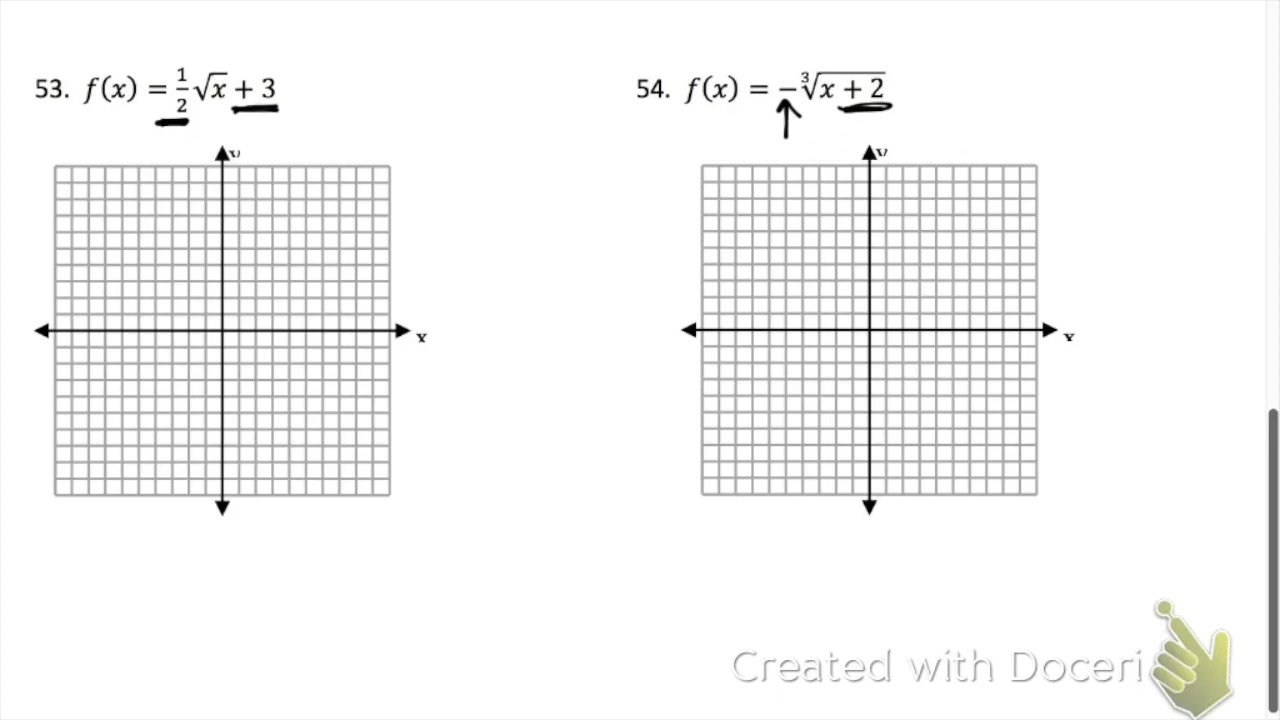 53. f(x) = 1/2 √x + 3
54. f(x) = −∛(x + 2)
y
y
x
x
Created with Doceri